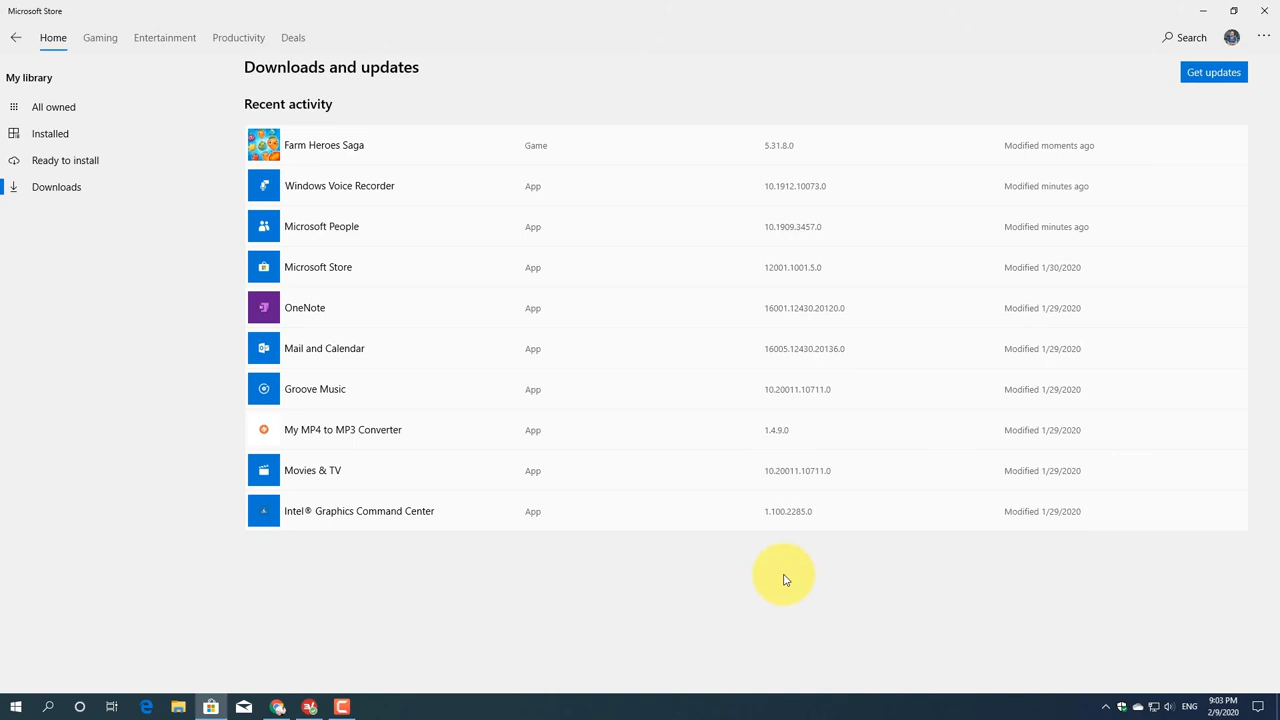 Microsoft Store
Home Gaming Entertainment Productivity Deals Search
My library
All owned
Installed
Ready to install
Downloads
Downloads and updates
Get updates
Recent activity
Farm Heroes Saga Game 5.31.8.0 Modified moments ago
Windows Voice Recorder App 10.1912.10073.0 Modified minutes ago
Microsoft People App 10.1909.3457.0 Modified minutes ago
Microsoft Store App 12001.1001.5.0 Modified 1/30/2020
OneNote App 16001.12430.20120.0 Modified 1/29/2020
Mail and Calendar App 16005.12430.20136.0 Modified 1/29/2020
Groove Music App 10.20011.10711.0 Modified 1/29/2020
My MP4 to MP3 Converter App 1.4.9.0 Modified 1/29/2020
Movies & TV App 10.20011.10711.0 Modified 1/29/2020
Intel® Graphics Command Center App 1.100.2285.0 Modified 1/29/2020
ENG 9:03 PM
2/9/2020